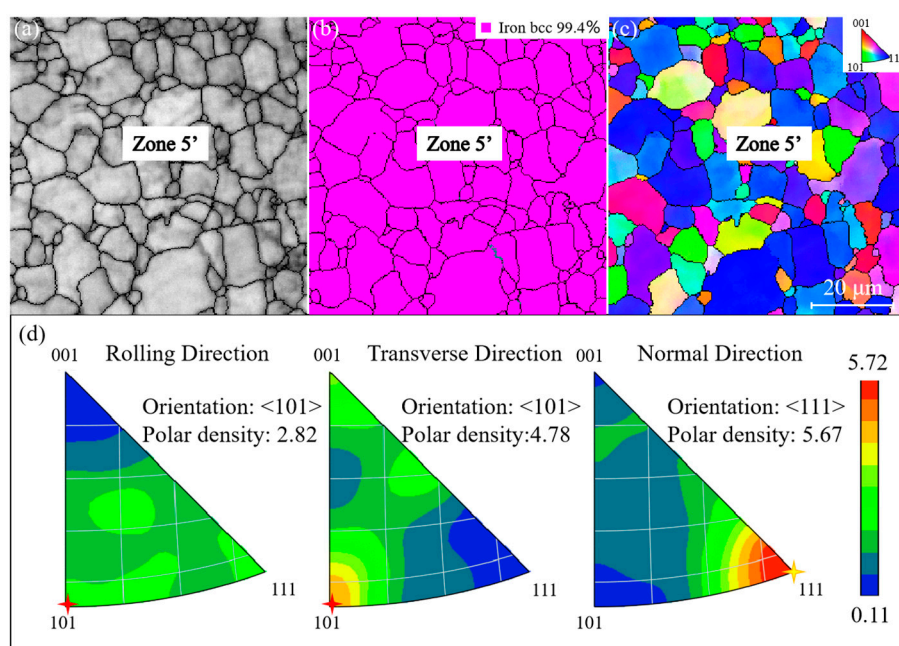 (a)
Zone 5’
(b)
Iron bcc 99.4%
Zone 5’
(c)
001
101
11
Zone 5’
20 μm
(d)
Rolling Direction
001
Orientation: <101>
Polar density: 2.82
111
101
Transverse Direction
001
Orientation: <101>
Polar density:4.78
111
101
Normal Direction
001
Orientation: <111>
Polar density: 5.67
111
101
5.72
0.11